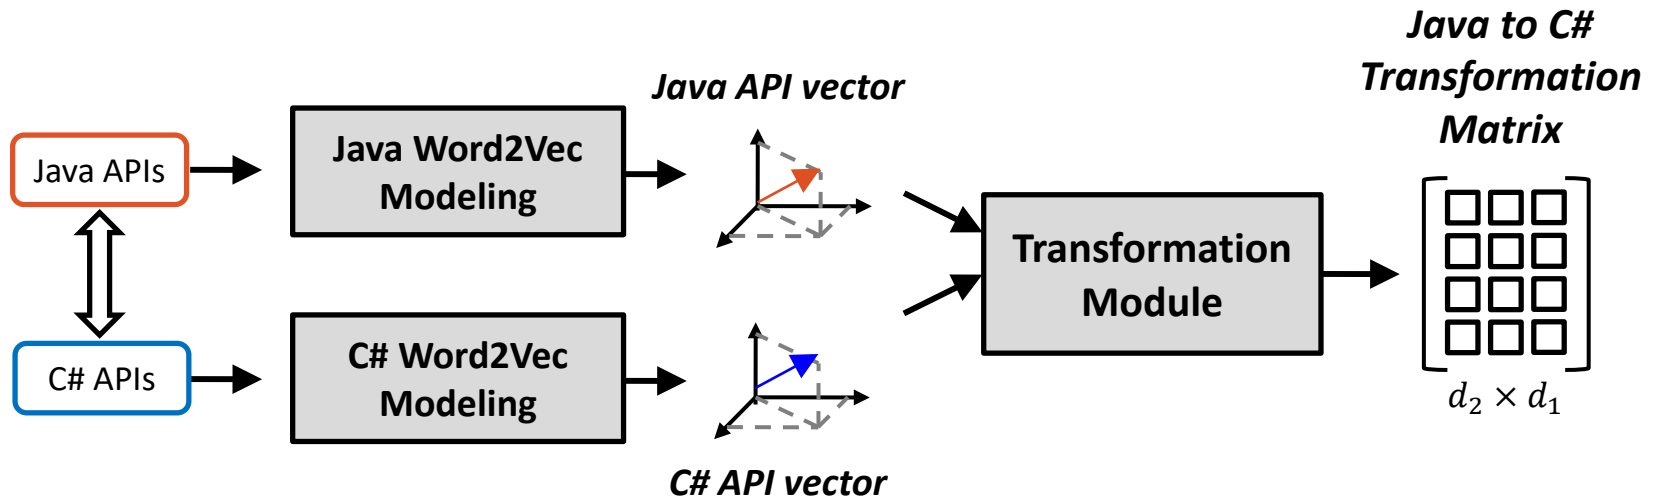 Java APIs
Java Word2Vec
Modeling
Java API vector
C# APIs
C# Word2Vec
Modeling
C# API vector
Transformation
Module
Java to C#
Transformation
Matrix
d₂ × d₁